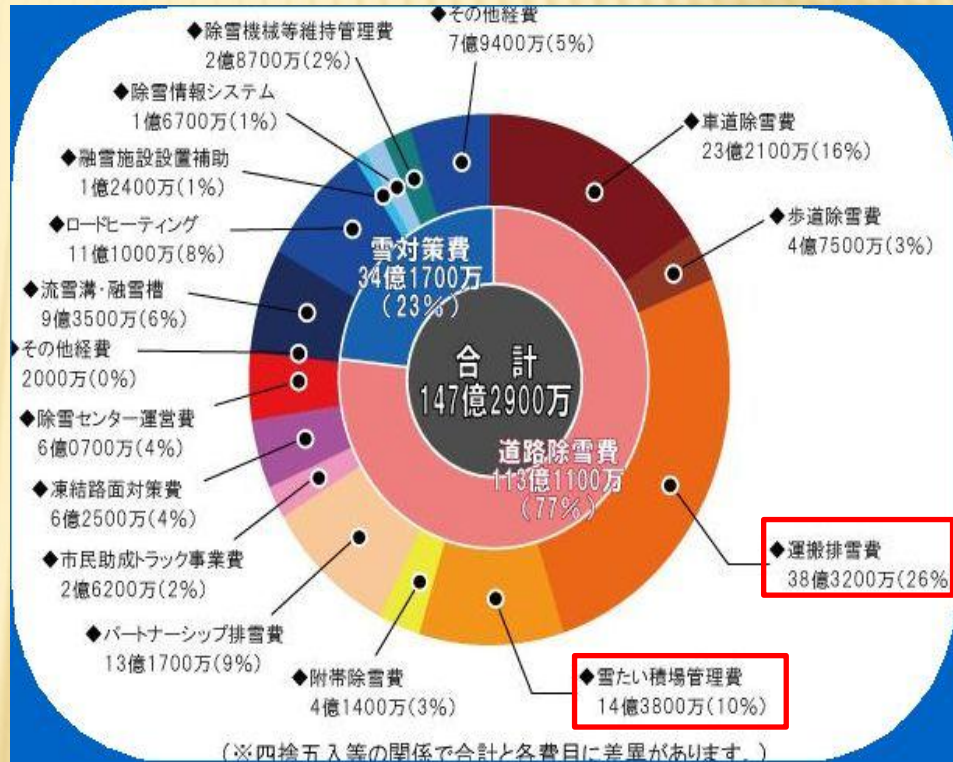 ◆除雪機械等維持管理費
2億8700万(2%)
◆その他経費
7億9400万(5%)
◆除雪情報システム
1億6700万(1%)
◆融雪施設設置補助
1億2400万(1%)
◆ロードヒーティング
11億1000万(8%)
◆流雪溝・融雪槽
9億3500万(6%)
◆その他経費
2000万(0%)
◆除雪センター運営費
6億0700万(4%)
◆凍結路面対策費
6億2500万(4%)
◆市民助成トラック事業費
2億6200万(2%)
◆パートナーシップ排雪費
13億1700万(9%)
◆附帯除雪費
4億1400万(3%)
◆雪たい積場管理費
14億3800万(10%)
◆運搬排雪費
38億3200万(26%
◆歩道除雪費
4億7500万(3%)
◆車道除雪費
23億2100万(16%)
雪対策費
34億1700万
(23%)
合 計
147億2900万
道路除雪費
113億1100万
(77%)
(※四捨五入等の関係で合計と各費目に差異があります。)